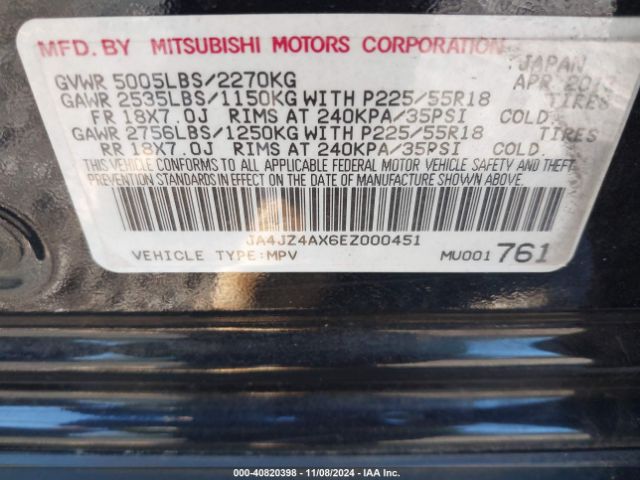 MFD. BY MITSUBISHI MOTORS CORPORATION
JAPAN
GVWR 5005LBS/2270KG APR
GAWR 2535LBS/1150KG WITH P225/55R18 TIRES
FR 18X7.0J RIMS AT 240KPA/35PSI COLD
GAWR 2756LBS/1250KG WITH P225/55R18 TIRES
RR 18X7.0J RIMS AT 240KPA/35PSI COLD
THIS VEHICLE CONFORMS TO ALL APPLICABLE FEDERAL MOTOR VEHICLE SAFETY AND THEFT
PREVENTION STANDARDS IN EFFECT ON THE DATE OF MANUFACTURE SHOWN ABOVE.
JA4JZ4AX6EZ000451
VEHICLE TYPE:MPV MU001 761
000-40820398 - 11/08/2024 - IAA Inc.